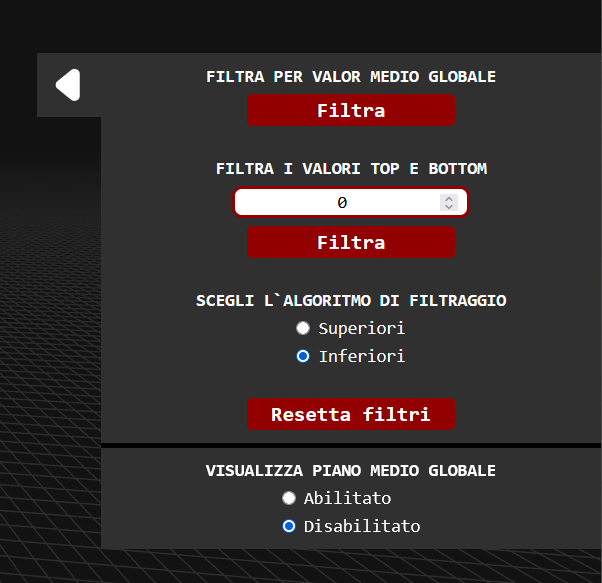 FILTRA PER VALOR MEDIO GLOBALE
Filtra
FILTRA I VALORI TOP E BOTTOM
0
Filtra
SCEGLI L`ALGORITMO DI FILTRAGGIO
Superiori
Inferiori
Resetta filtri
VISUALIZZA PIANO MEDIO GLOBALE
Abilitato
Disabilitato